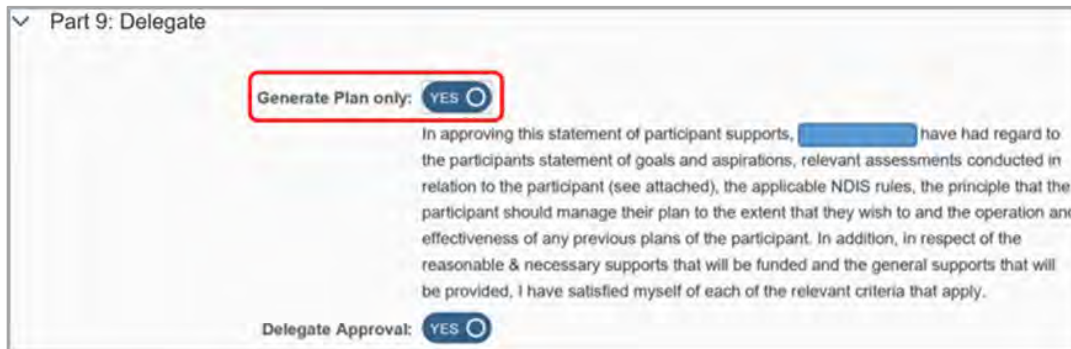 Part 9: Delegate
Generate Plan only: YES
In approving this statement of participant supports, have had regard to
the participants statement of goals and aspirations, relevant assessments conducted in
relation to the participant (see attached), the applicable NDIS rules, the principle that the
participant should manage their plan to the extent that they wish to and the operation and
effectiveness of any previous plans of the participant. In addition, in respect of the
reasonable & necessary supports that will be funded and the general supports that will
be provided, I have satisfied myself of each of the relevant criteria that apply.
Delegate Approval: YES